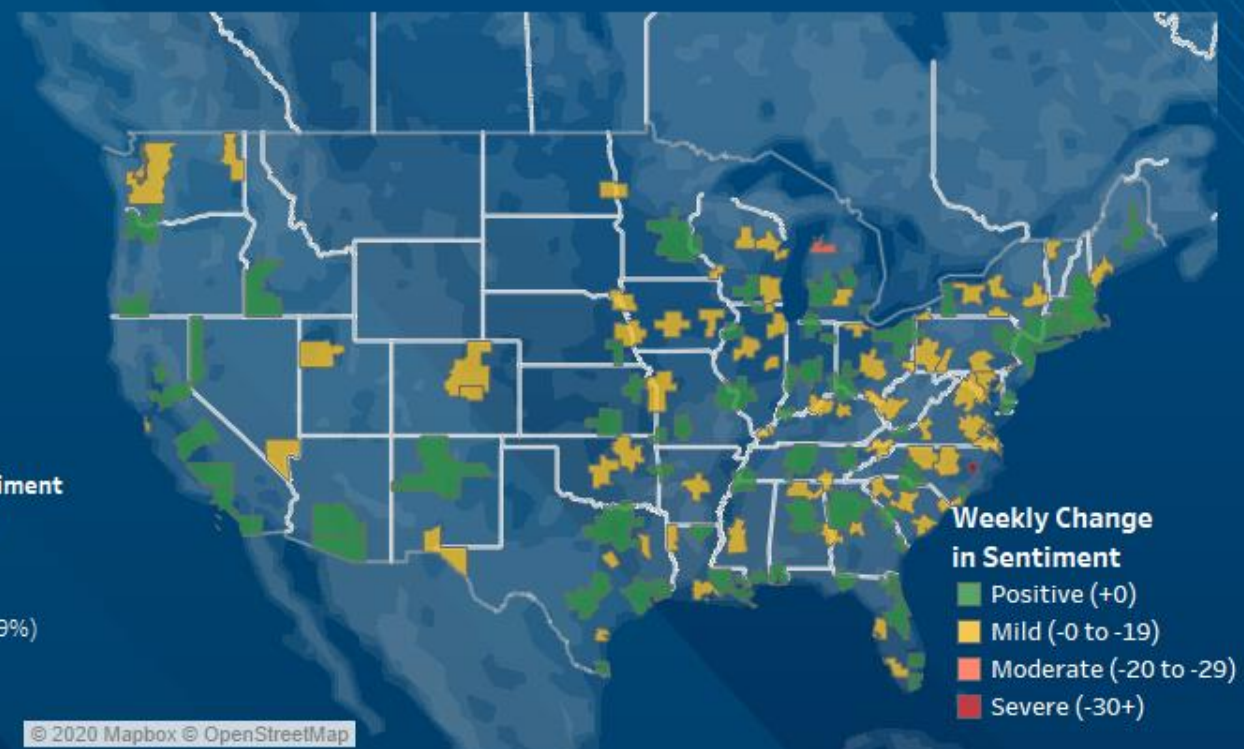 iment
9%)
Weekly Change
in Sentiment
Positive (+0)
Mild (-0 to -19)
Moderate (-20 to -29)
Severe (-30+)
© 2020 Mapbox © OpenStreetMap